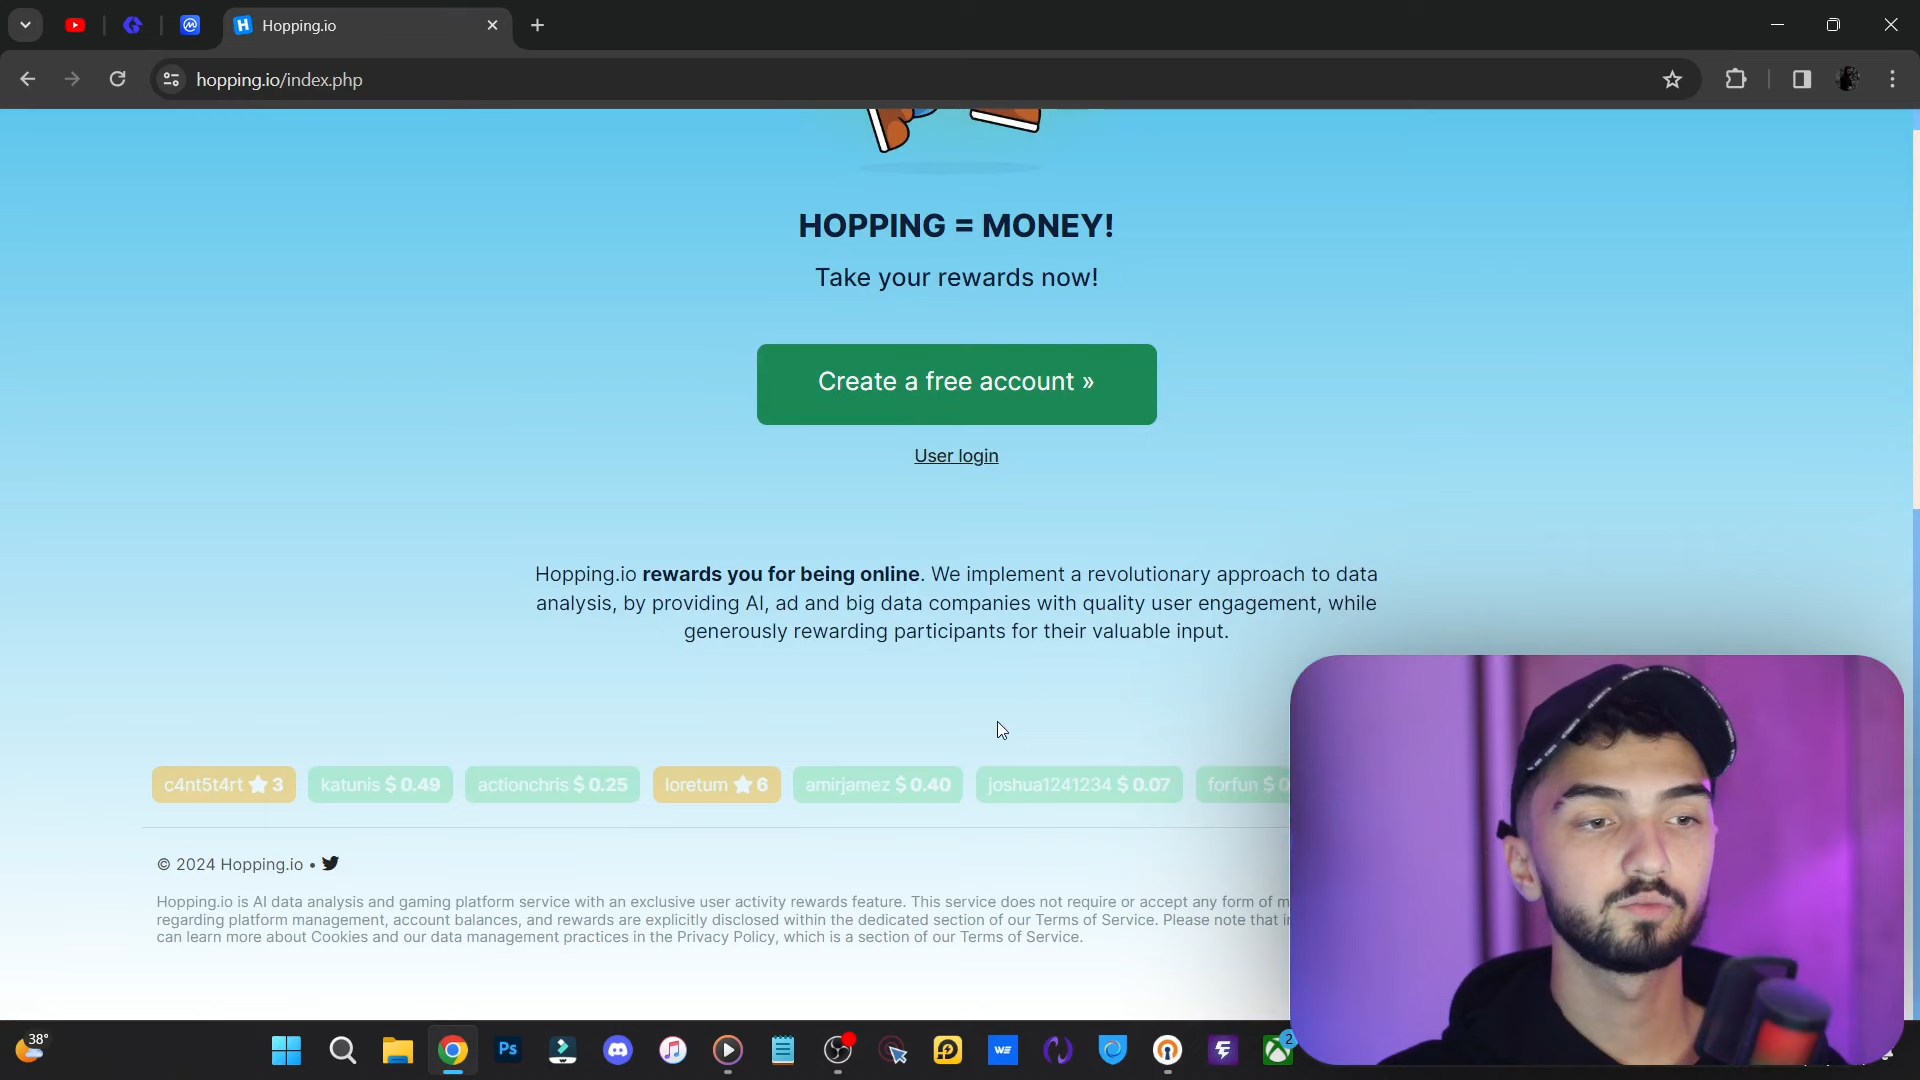 Hopping.io
hopping.io/index.php
HOPPING = MONEY!
Take your rewards now!
Create a free account »
User login
Hopping.io rewards you for being online. We implement a revolutionary approach to data
analysis, by providing AI, ad and big data companies with quality user engagement, while
generously rewarding participants for their valuable input.
c4nt5t4rt ★ 3 katunis $ 0.49 actionchris $ 0.25 loretum ★ 6 amirjamez $ 0.40 joshua1241234 $ 0.07 forfun $ 0
© 2024 Hopping.io •
Hopping.io is AI data analysis and gaming platform service with an exclusive user activity rewards feature. This service does not require or accept any form of
regarding platform management, account balances, and rewards are explicitly disclosed within the dedicated section of our Terms of Service. Please note that
can learn more about Cookies and our data management practices in the Privacy Policy, which is a section of our Terms of Service.
38°
Ps
WE
2